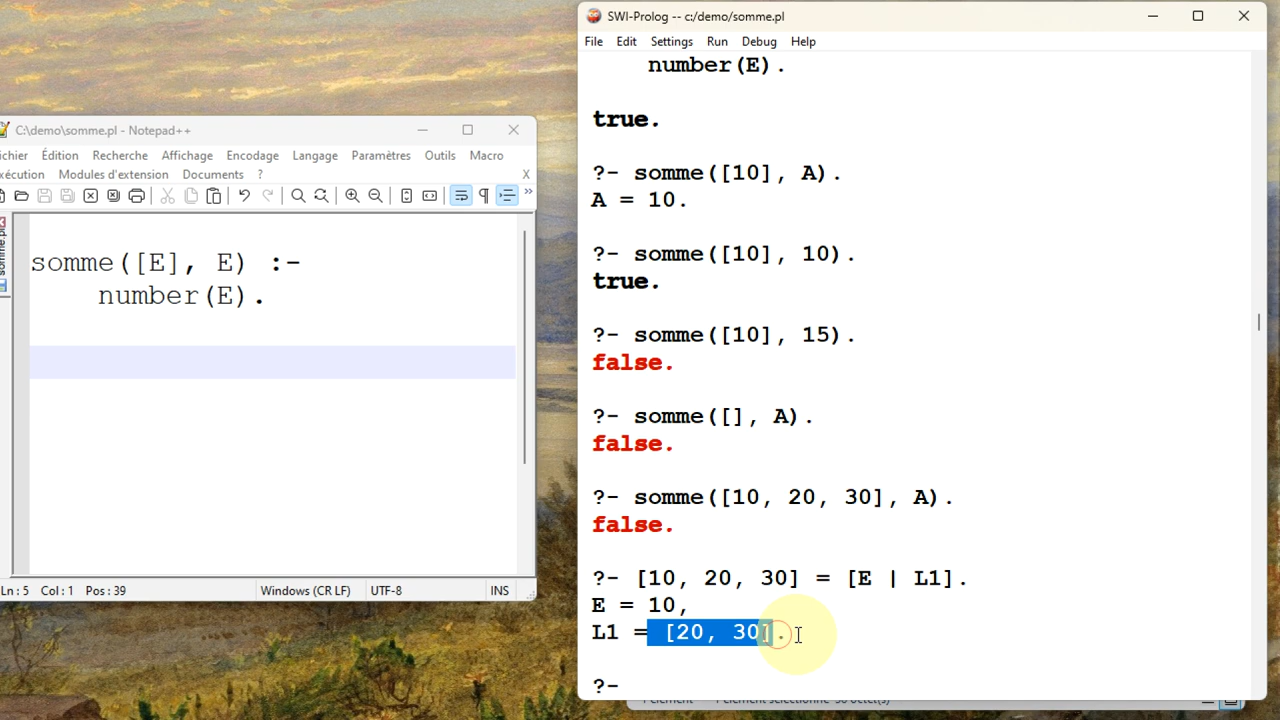 C:\demo\somme.pl - Notepad++
ichier Édition Recherche Affichage Encodage Langage Paramètres Outils Macro
xécution Modules d'extension Documents ? X
somme.pl
somme([E], E) :-
number(E).
Ln : 5 Col : 1 Pos : 39 Windows (CR LF) UTF-8 INS
SWI-Prolog -- c:/demo/somme.pl
File Edit Settings Run Debug Help
number(E).
true.
?- somme([10], A).
A = 10.
?- somme([10], 10).
true.
?- somme([10], 15).
false.
?- somme([], A).
false.
?- somme([10, 20, 30], A).
false.
?- [10, 20, 30] = [E | L1].
E = 10,
L1 = [20, 30].
?-